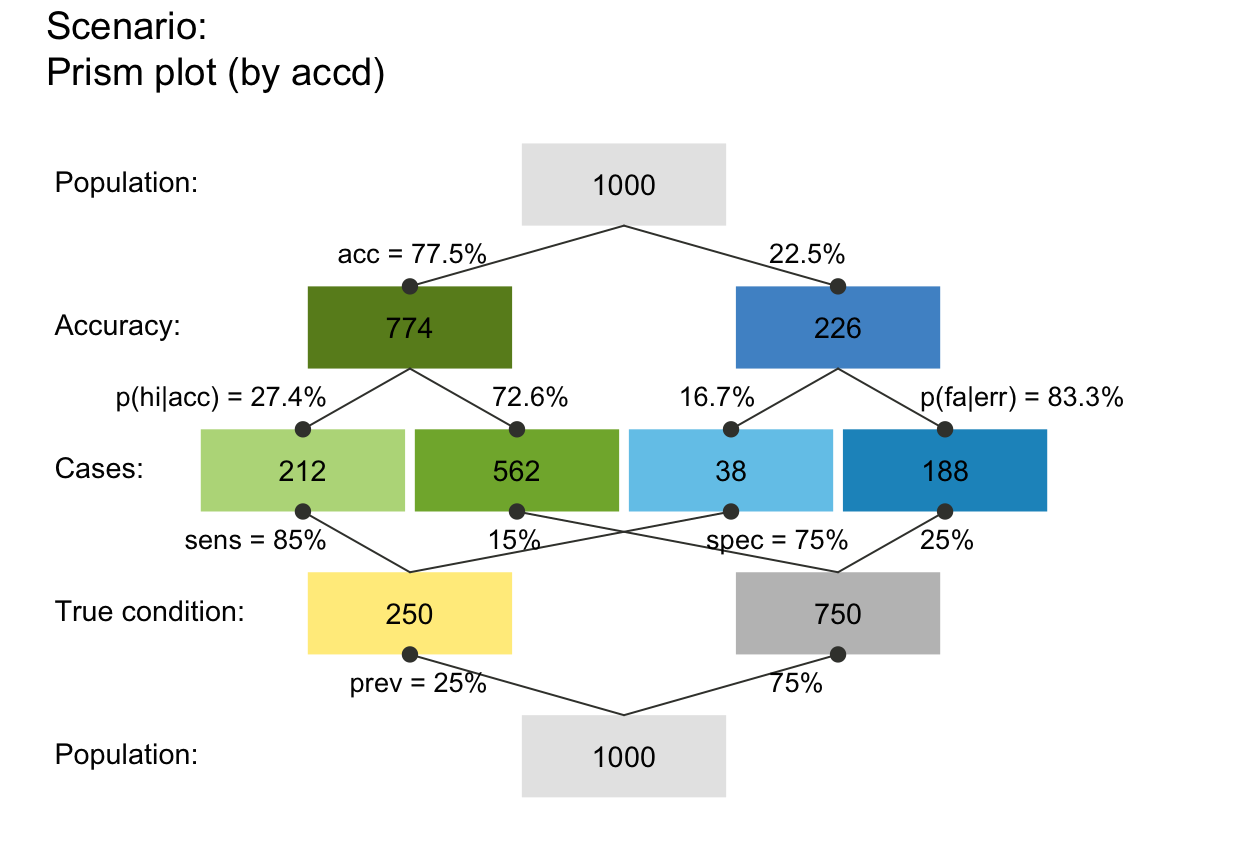 Scenario:
Prism plot (by accd)
Population:
1000
acc = 77.5%
22.5%
Accuracy:
774
226
p(hi|acc) = 27.4%
72.6%
16.7%
p(fa|err) = 83.3%
Cases:
212
562
38
188
sens = 85%
15%
spec = 75%
25%
True condition:
250
750
prev = 25%
75%
Population:
1000